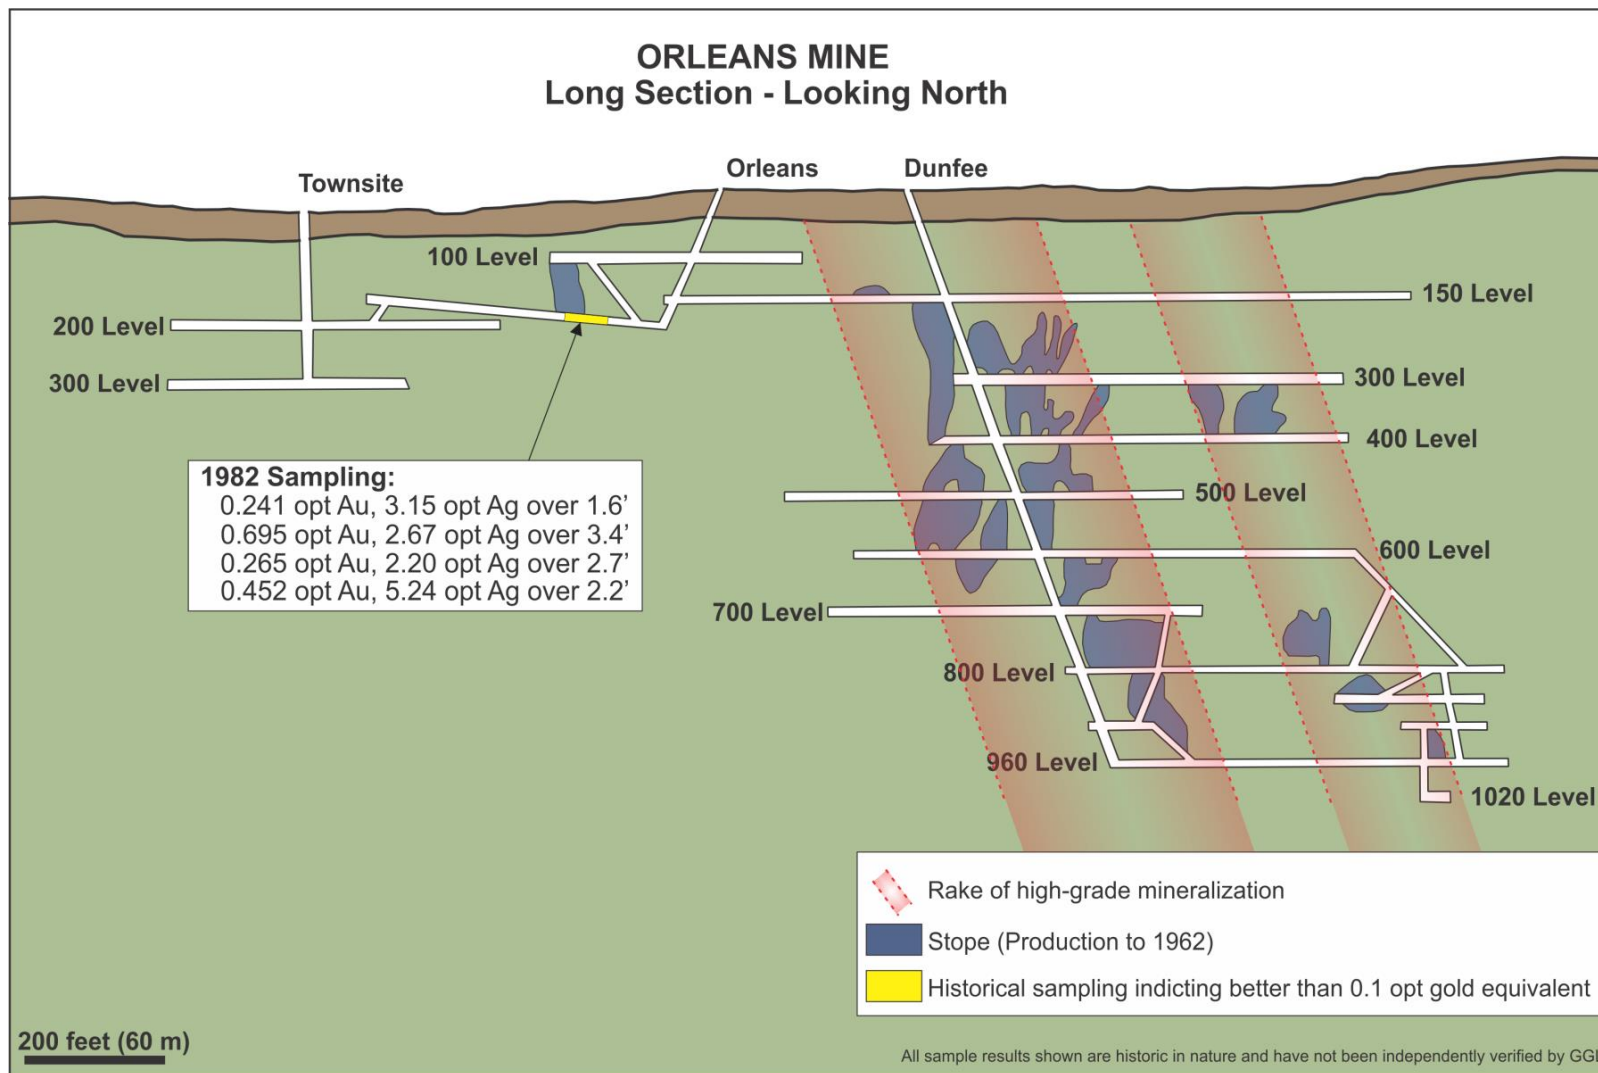 ORLEANS MINE
Long Section - Looking North
Townsite
Orleans
Dunfee
100 Level
150 Level
200 Level
300 Level
300 Level
400 Level
500 Level
600 Level
700 Level
800 Level
960 Level
1020 Level
1982 Sampling:
0.241 opt Au, 3.15 opt Ag over 1.6’
0.695 opt Au, 2.67 opt Ag over 3.4’
0.265 opt Au, 2.20 opt Ag over 2.7’
0.452 opt Au, 5.24 opt Ag over 2.2’
Rake of high-grade mineralization
Stope (Production to 1962)
Historical sampling indicting better than 0.1 opt gold equivalent
200 feet (60 m)
All sample results shown are historic in nature and have not been independently verified by GGL